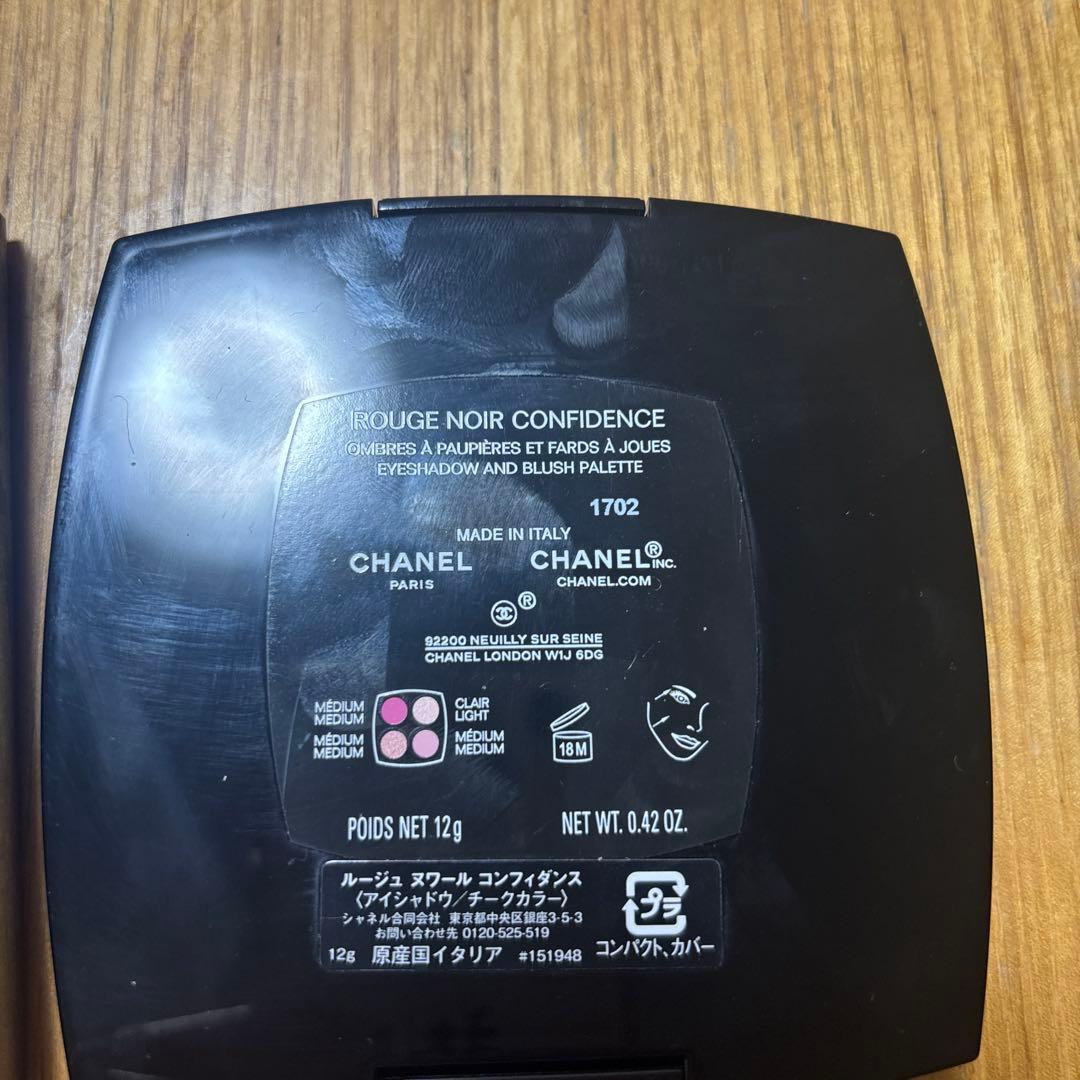 ROUGE NOIR CONFIDENCE
OMBRES À PAUPIÈRES ET FARDS À JOUES
EYESHADOW AND BLUSH PALETTE
1702
MADE IN ITALY
CHANEL
PARIS
CHANEL® INC.
CHANEL.COM
®
92200 NEUILLY SUR SEINE
CHANEL LONDON W1J 6DG
MÉDIUM
MEDIUM
CLAIR
LIGHT
MÉDIUM
MEDIUM
MÉDIUM
MEDIUM
18 M
POIDS NET 12g
NET WT. 0.42 OZ.
ルージュ ヌワール コンフィダンス
〈アイシャドウ/チークカラー〉
シャネル合同会社 東京都中央区銀座3-5-3
お問い合わせ先 0120-525-519
12g 原産国イタリア #151948
プラ
コンパクト、カバー